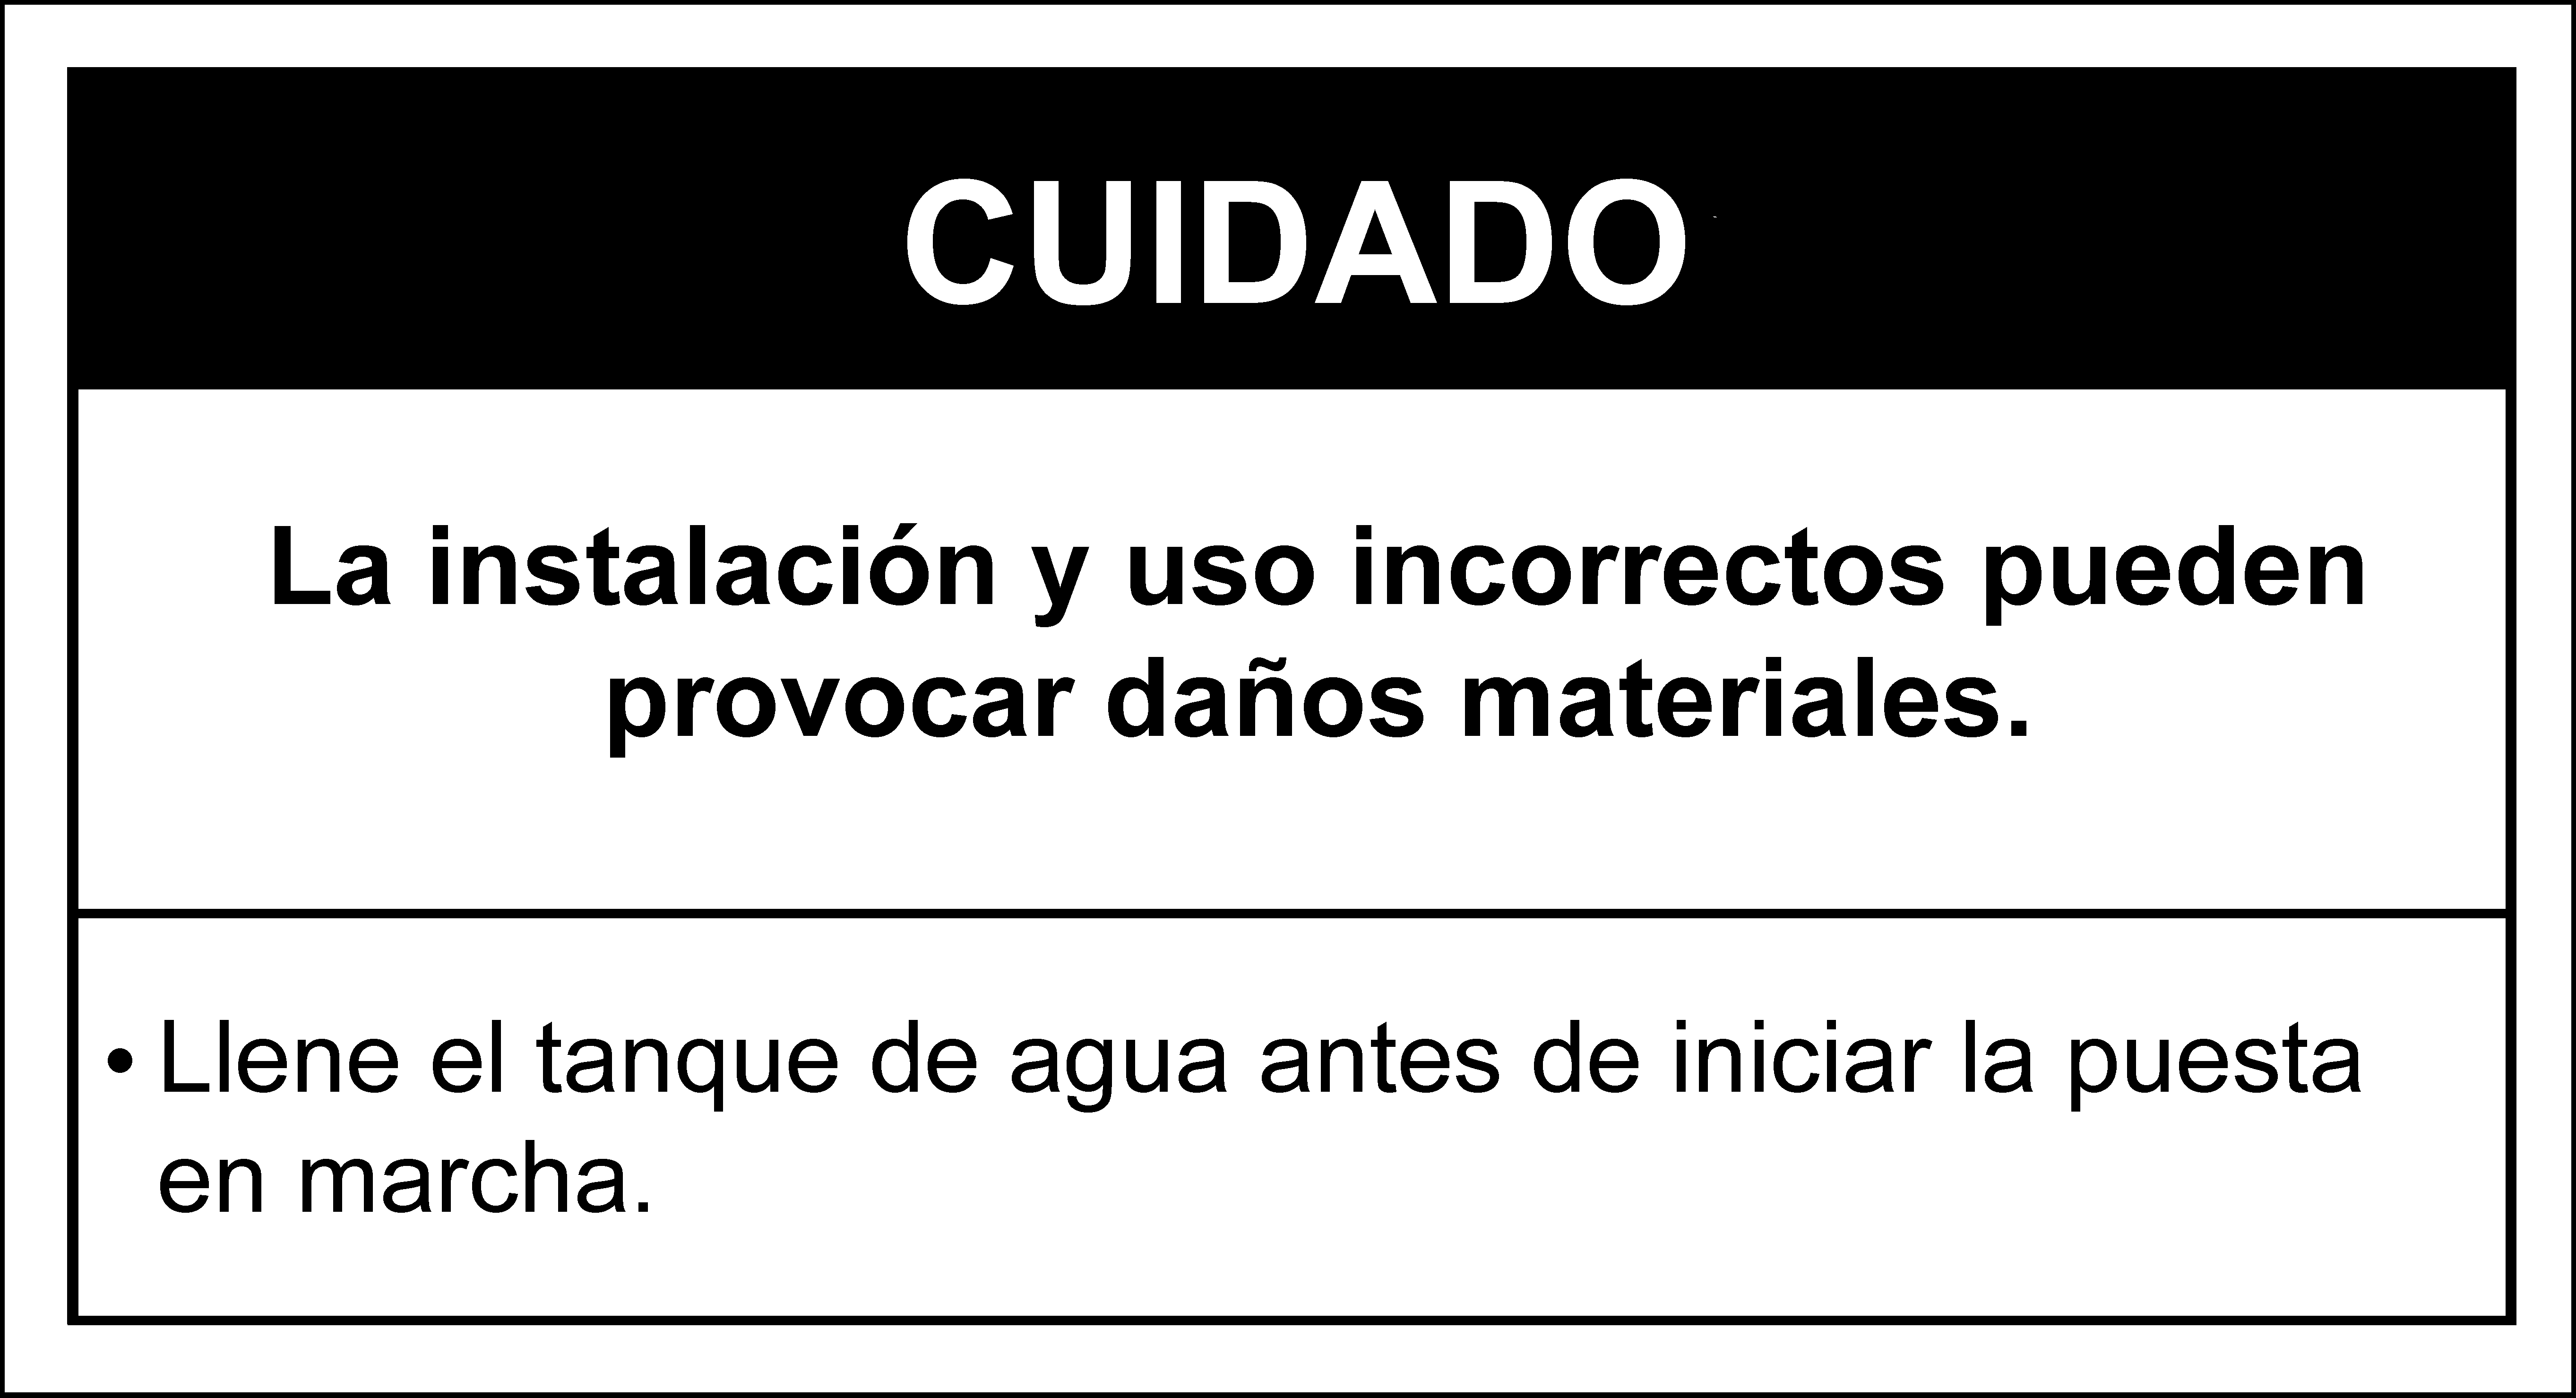 CUIDADO
La instalación y uso incorrectos pueden
provocar daños materiales.
• Llene el tanque de agua antes de iniciar la puesta
en marcha.